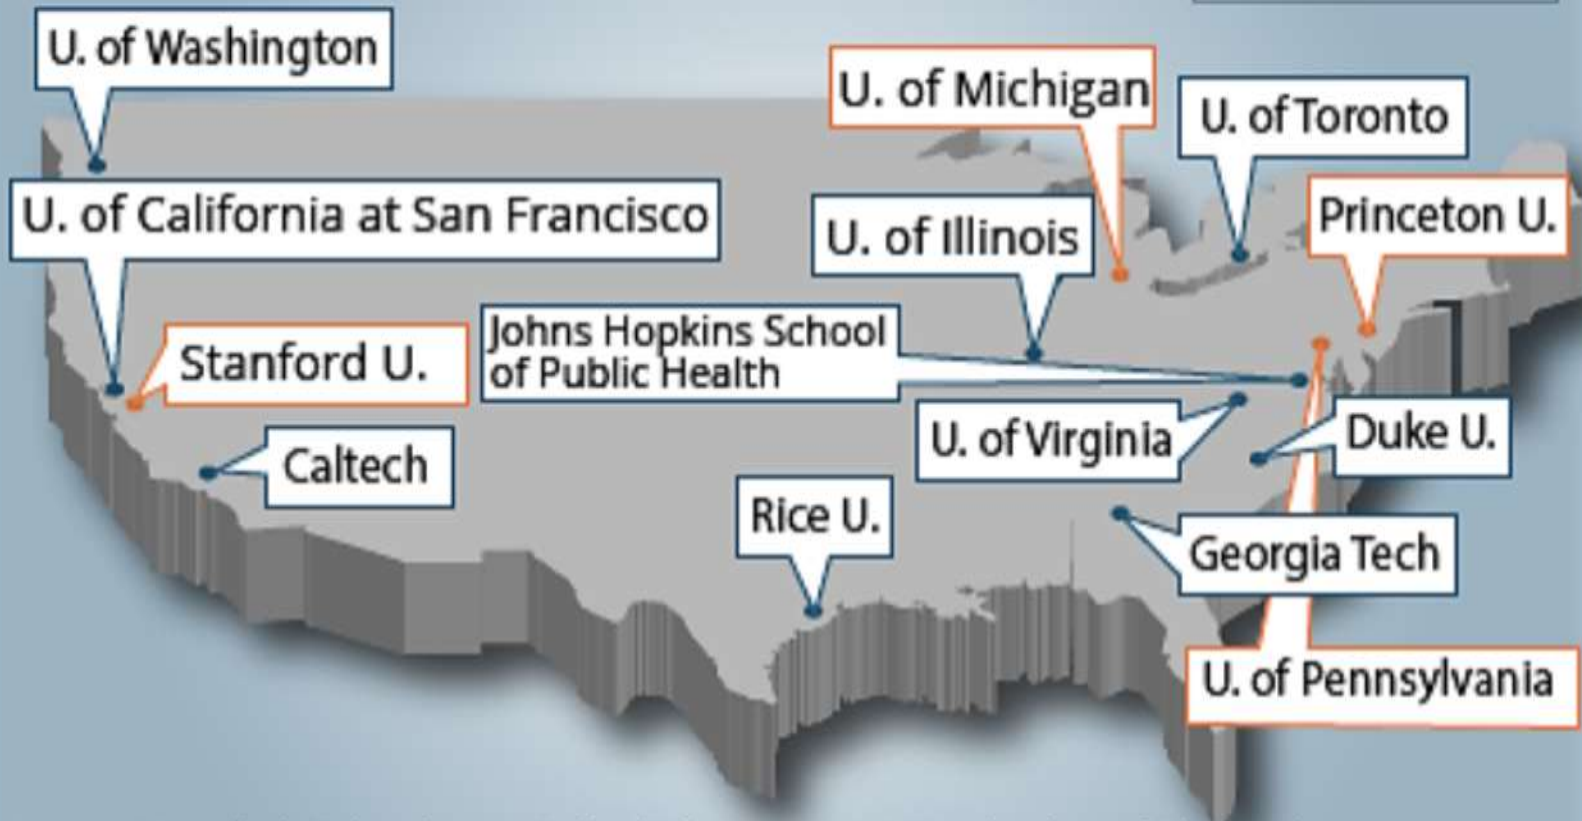 U. of Washington
U. of Michigan
U. of Toronto
U. of California at San Francisco
U. of Illinois
Princeton U.
Johns Hopkins School
of Public Health
Stanford U.
U. of Virginia
Duke U.
Caltech
Rice U.
Georgia Tech
U. of Pennsylvania